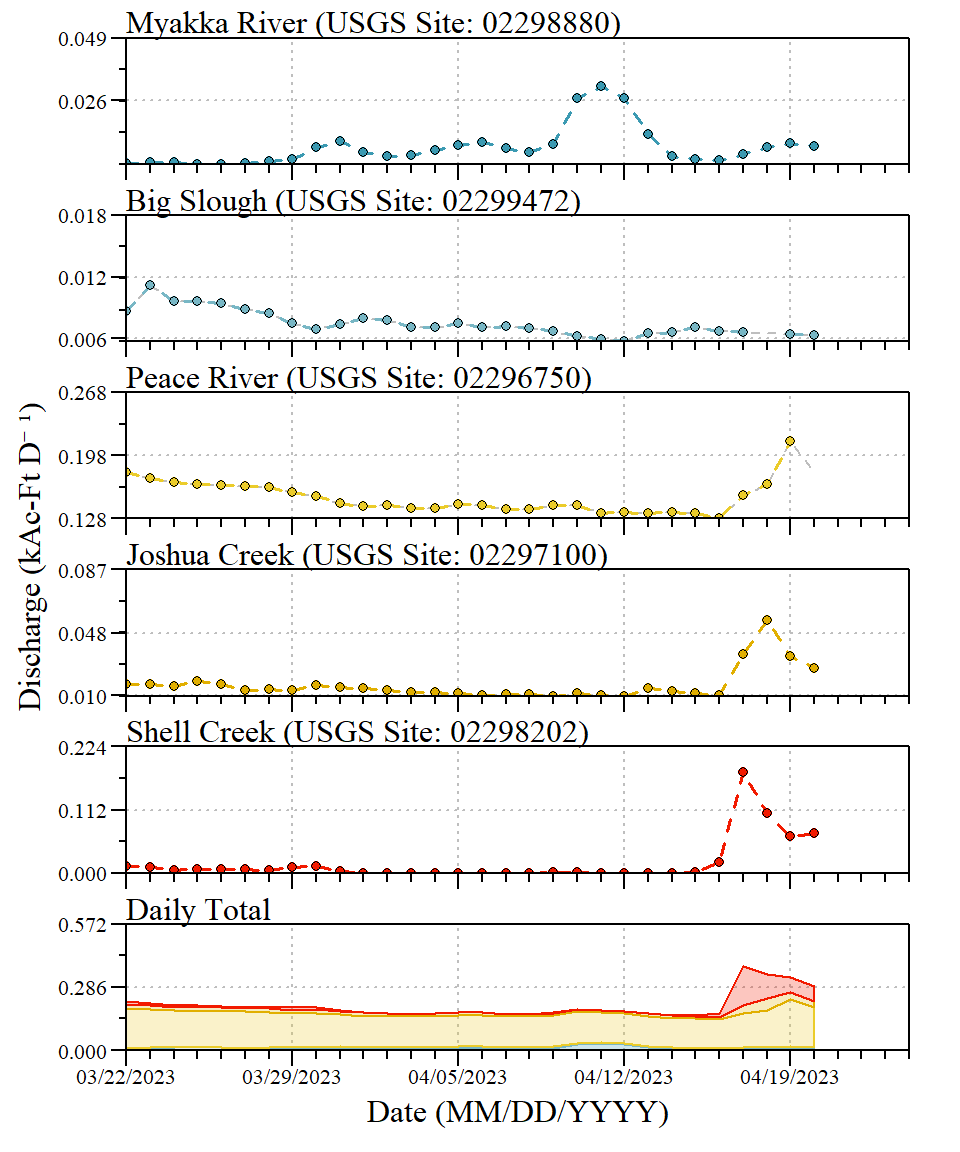 Myakka River (USGS Site: 02298880)
0.049
0.026
Big Slough (USGS Site: 02299472)
0.018
0.012
0.006
Peace River (USGS Site: 02296750)
0.268
0.198
0.128
Joshua Creek (USGS Site: 02297100)
0.087
0.048
0.010
Shell Creek (USGS Site: 02298202)
0.224
0.112
0.000
Daily Total
0.572
0.286
0.000
03/22/2023 03/29/2023 04/05/2023 04/12/2023 04/19/2023
Date (MM/DD/YYYY)
Discharge (kAc-Ft D⁻¹)